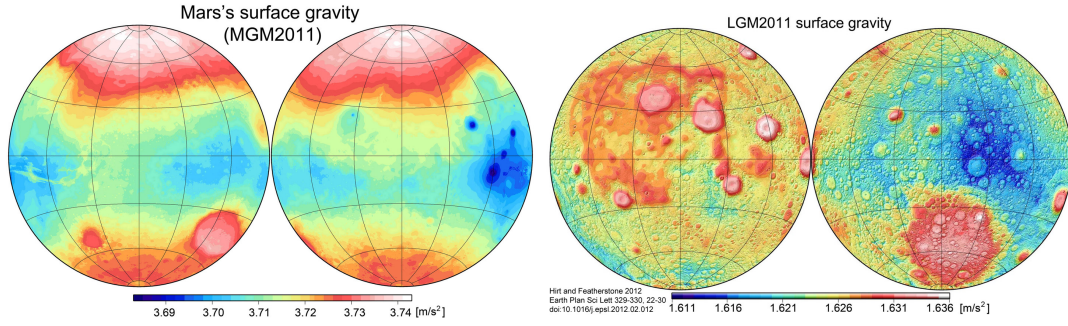 Mars's surface gravity
(MGM2011)
3.69 3.70 3.71 3.72 3.73 3.74 [m/s²]
LGM2011 surface gravity
Hirt and Featherstone 2012
Earth Plan Sci Lett 329-330, 22-30
doi:10.1016/j.epsl.2012.02.012
1.611 1.616 1.621 1.626 1.631 1.636 [m/s²]